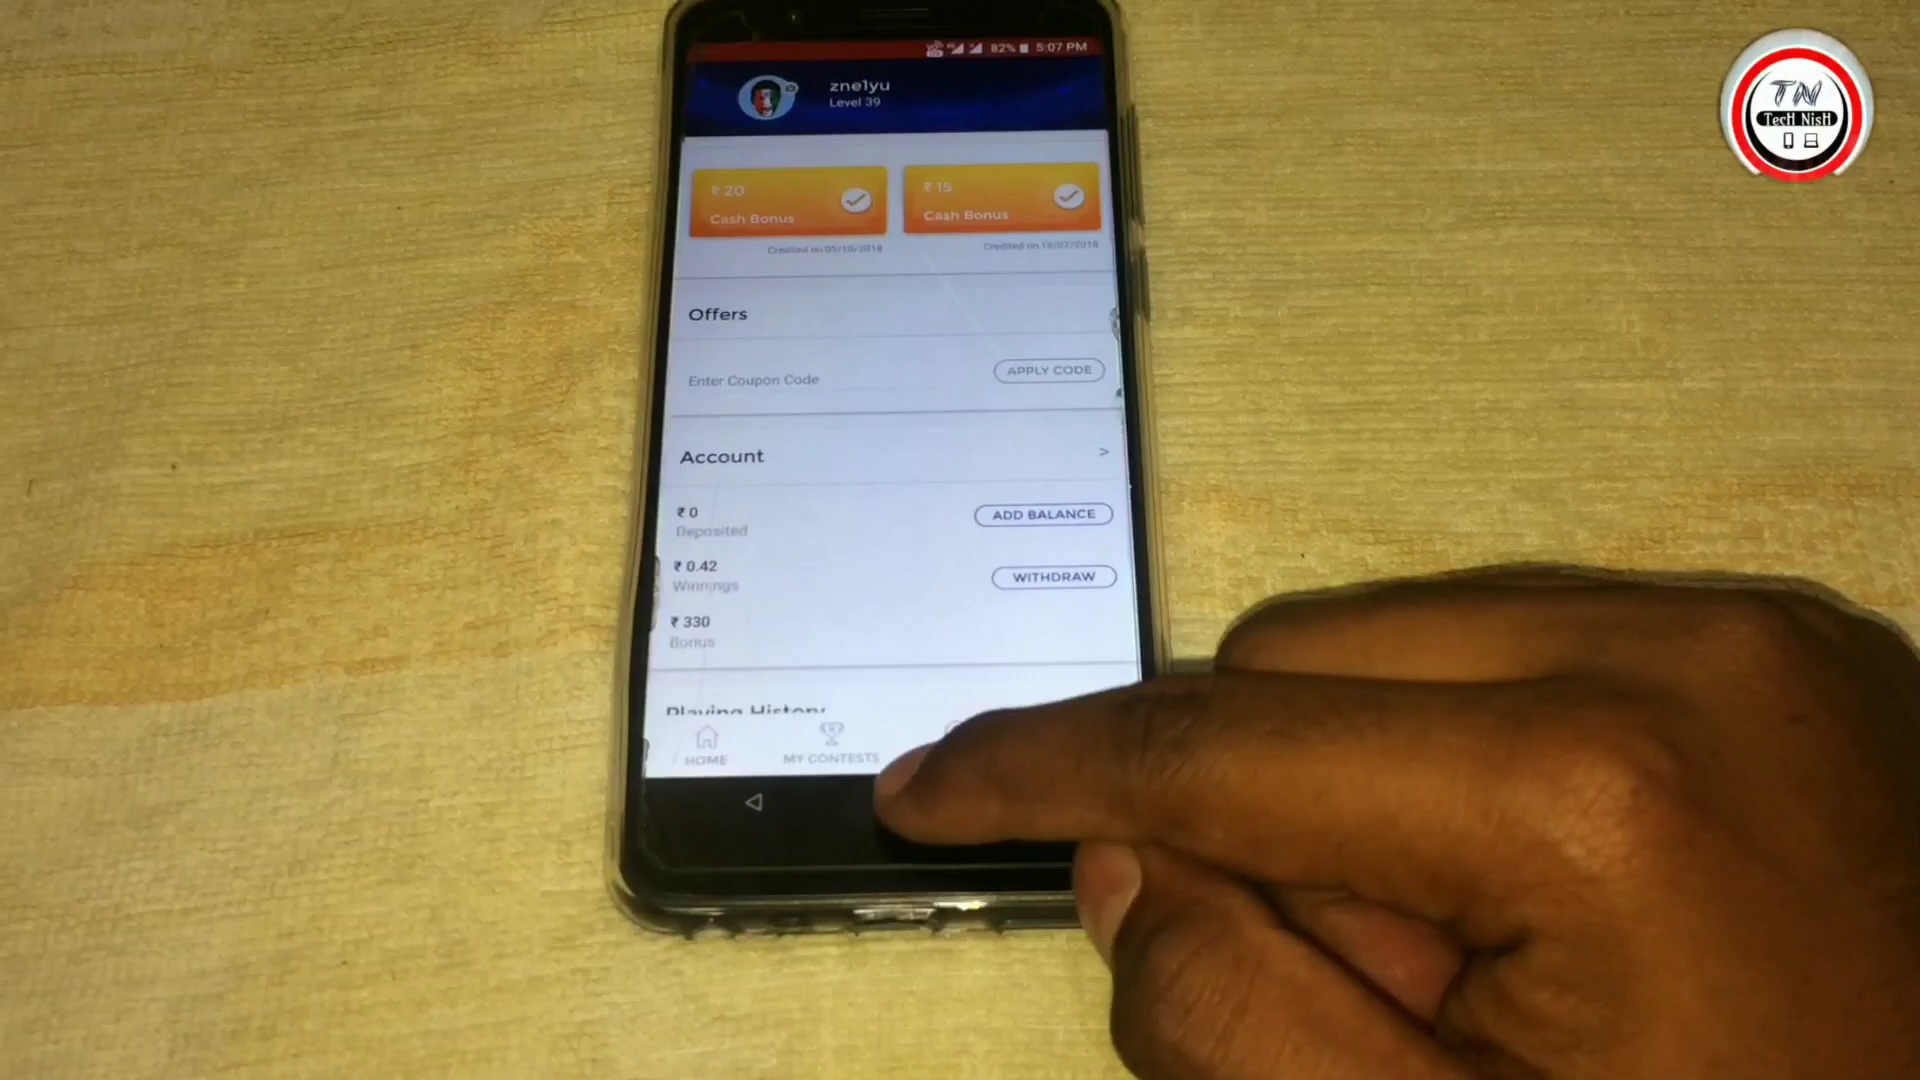 82% 5:07 PM
zne1yu
Level 39
₹ 20
Cash Bonus
₹ 15
Cash Bonus
Credited on 05/10/2018
Credited on 18/07/2018
Offers
Enter Coupon Code
APPLY CODE
Account
>
₹ 0
Deposited
ADD BALANCE
₹ 0.42
Winnings
WITHDRAW
₹ 330
Bonus
Playing History
HOME
MY CONTESTS
TN
TecH NisH